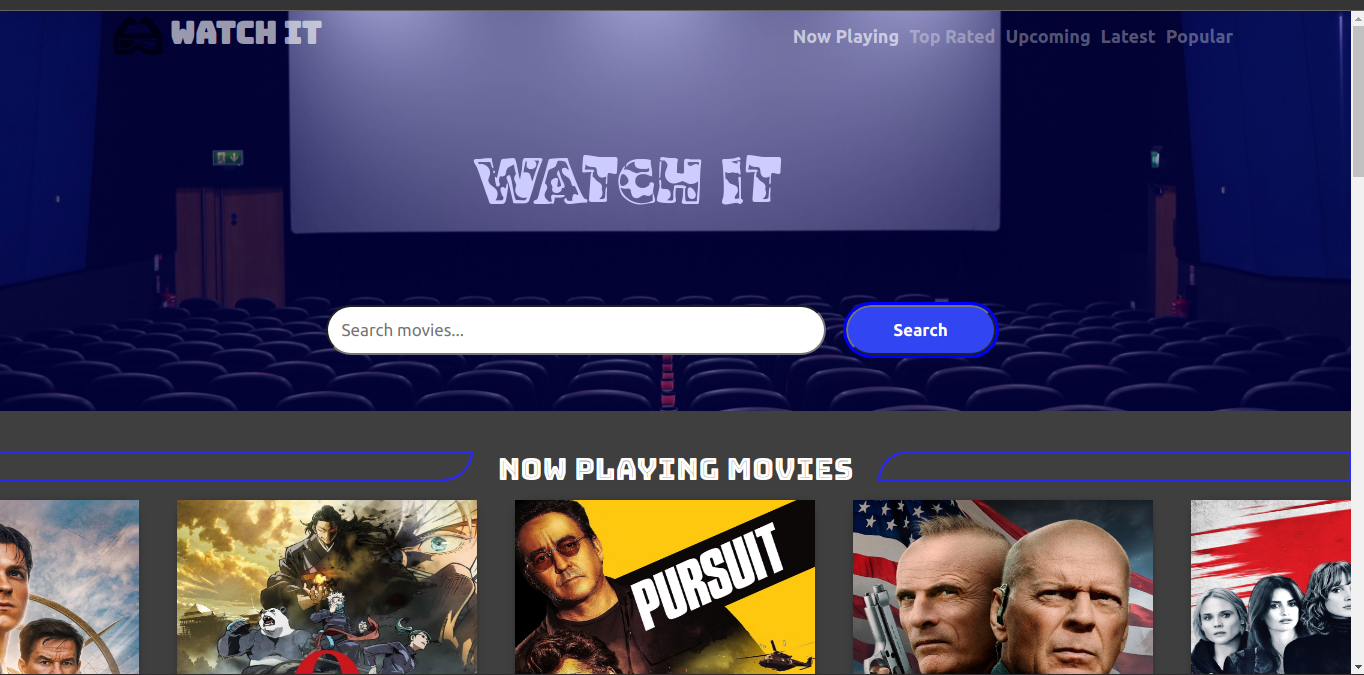 WATCH IT
Now Playing Top Rated Upcoming Latest Popular
WATCH IT
Search movies...
Search
NOW PLAYING MOVIES
PURSUIT